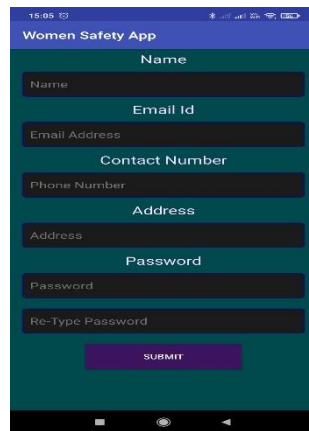 15:05
Women Safety App
Name
Name
Email Id
Email Address
Contact Number
Phone Number
Address
Address
Password
Password
Re-Type Password
SUBMIT